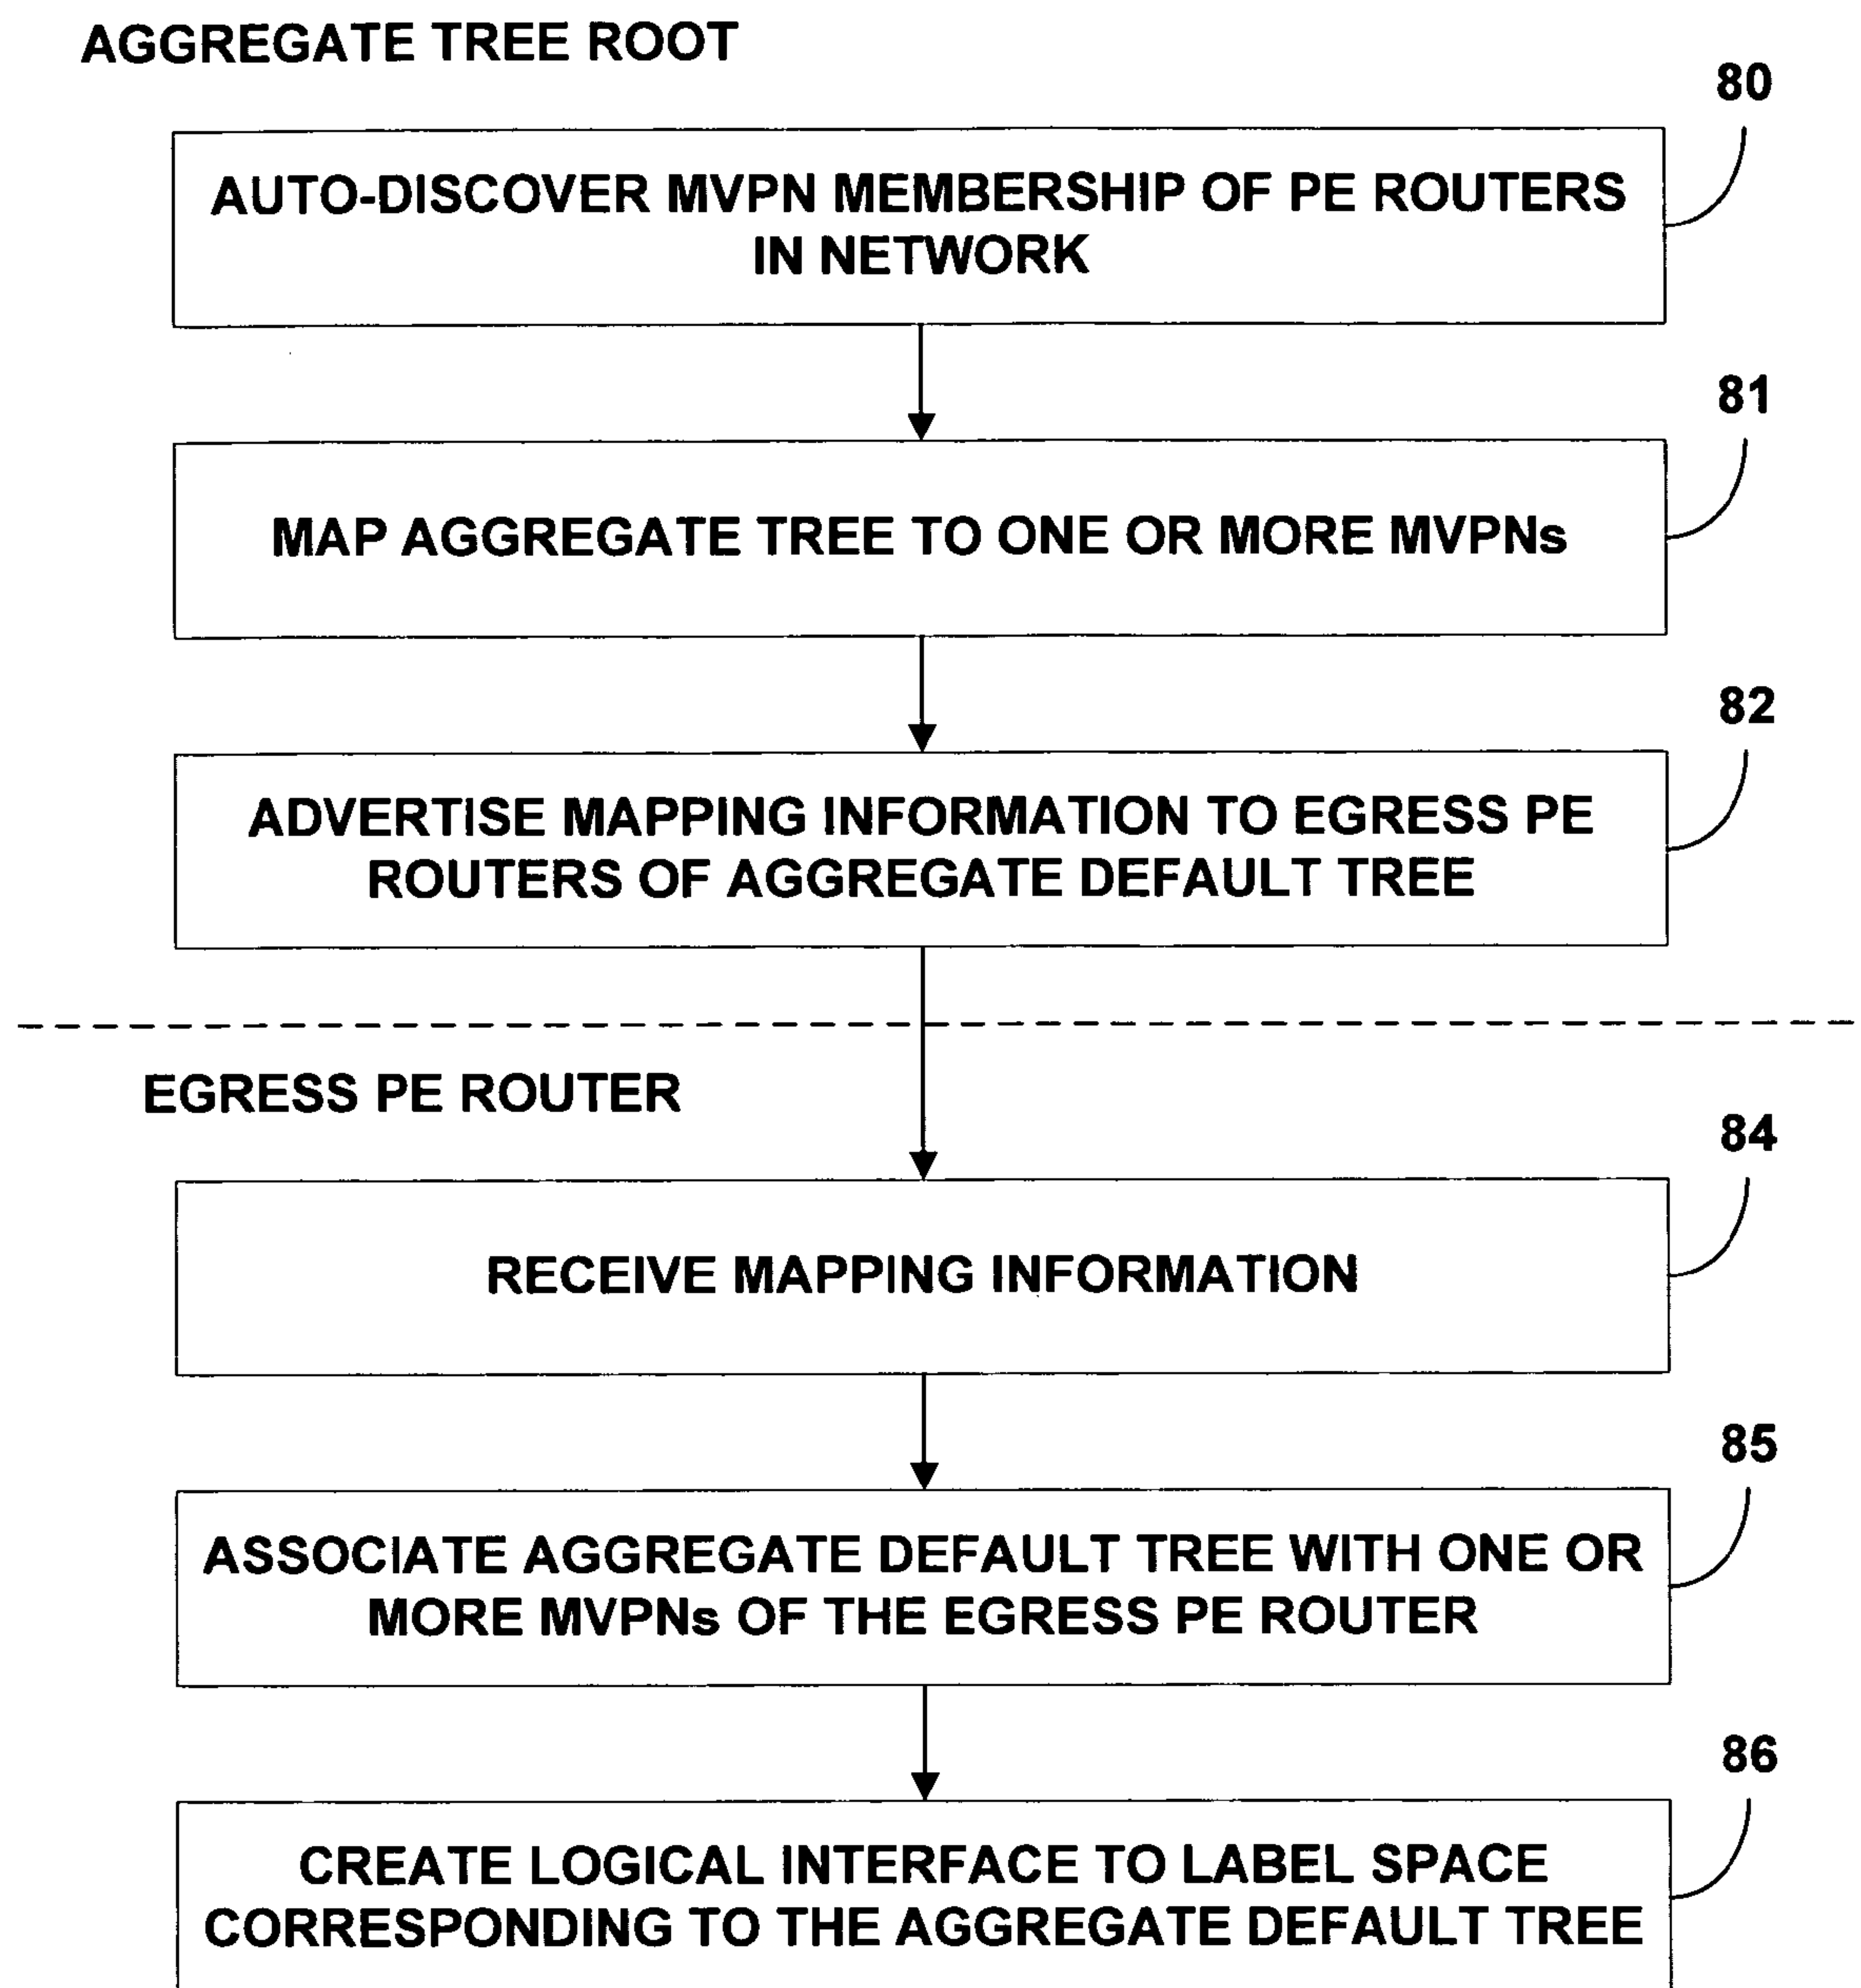 AGGREGATE TREE ROOT
80
AUTO-DISCOVER MVPN MEMBERSHIP OF PE ROUTERS
IN NETWORK
81
MAP AGGREGATE TREE TO ONE OR MORE MVPNs
82
ADVERTISE MAPPING INFORMATION TO EGRESS PE
ROUTERS OF AGGREGATE DEFAULT TREE
EGRESS PE ROUTER
84
RECEIVE MAPPING INFORMATION
85
ASSOCIATE AGGREGATE DEFAULT TREE WITH ONE OR
MORE MVPNs OF THE EGRESS PE ROUTER
86
CREATE LOGICAL INTERFACE TO LABEL SPACE
CORRESPONDING TO THE AGGREGATE DEFAULT TREE